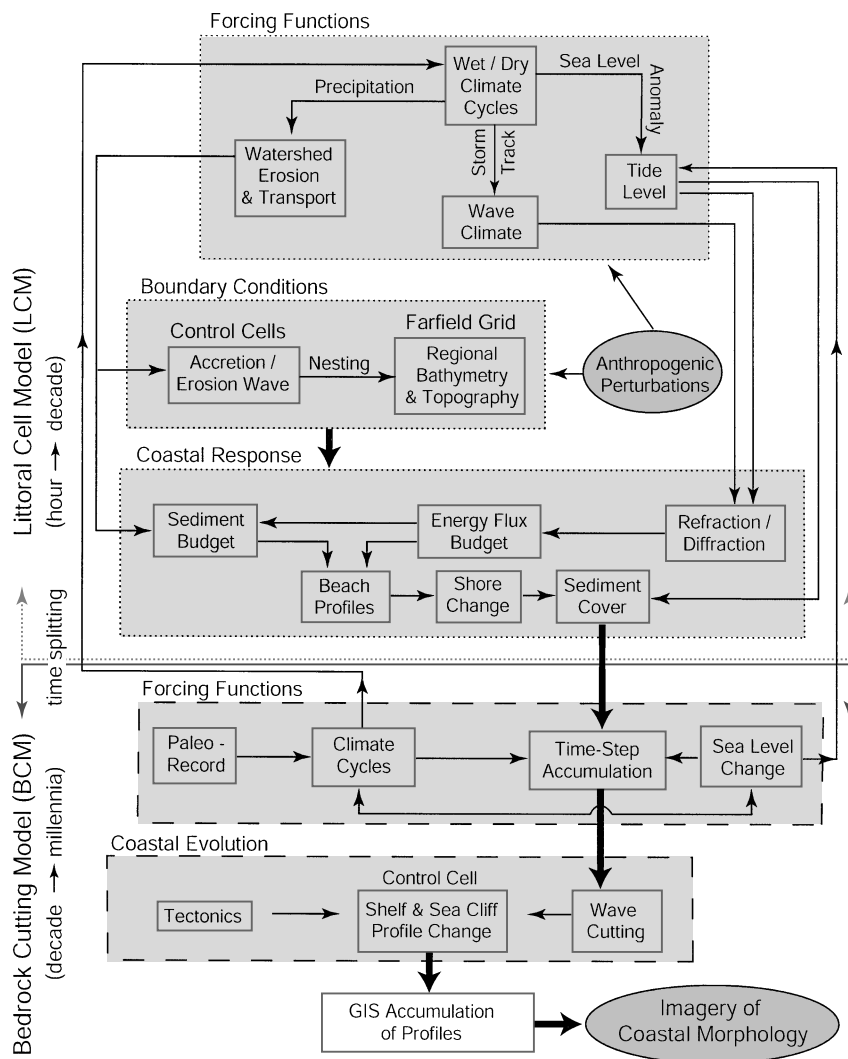 Forcing Functions
Wet / Dry
Climate
Cycles
Sea Level
Anomaly
Precipitation
Watershed
Erosion
& Transport
Storm
Track
Tide
Level
Wave
Climate
Littoral Cell Model (LCM)
(hour → decade)
Boundary Conditions
Control Cells
Farfield Grid
Accretion /
Erosion Wave
Nesting
Regional
Bathymetry
& Topography
Anthropogenic
Perturbations
Coastal Response
Sediment
Budget
Energy Flux
Budget
Refraction /
Diffraction
Beach
Profiles
Shore
Change
Sediment
Cover
time splitting
Bedrock Cutting Model (BCM)
(decade → millennia)
Forcing Functions
Paleo -
Record
Climate
Cycles
Time-Step
Accumulation
Sea Level
Change
Coastal Evolution
Control Cell
Tectonics
Shelf & Sea Cliff
Profile Change
Wave
Cutting
GIS Accumulation
of Profiles
Imagery of
Coastal Morphology